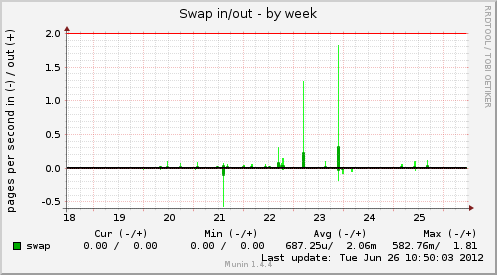 Swap in/out - by week
RRDTOOL / TOBI OETIKER
pages per second in (-) / out (+)
2.0
1.5
1.0
0.5
0.0
-0.5
18 19 20 21 22 23 24 25
Cur (-/+) Min (-/+) Avg (-/+) Max (-/+)
swap 0.00 / 0.00 0.00 / 0.00 687.25u/ 2.06m 582.76m/ 1.81
Last update: Tue Jun 26 10:50:03 2012
Munin 1.4.4